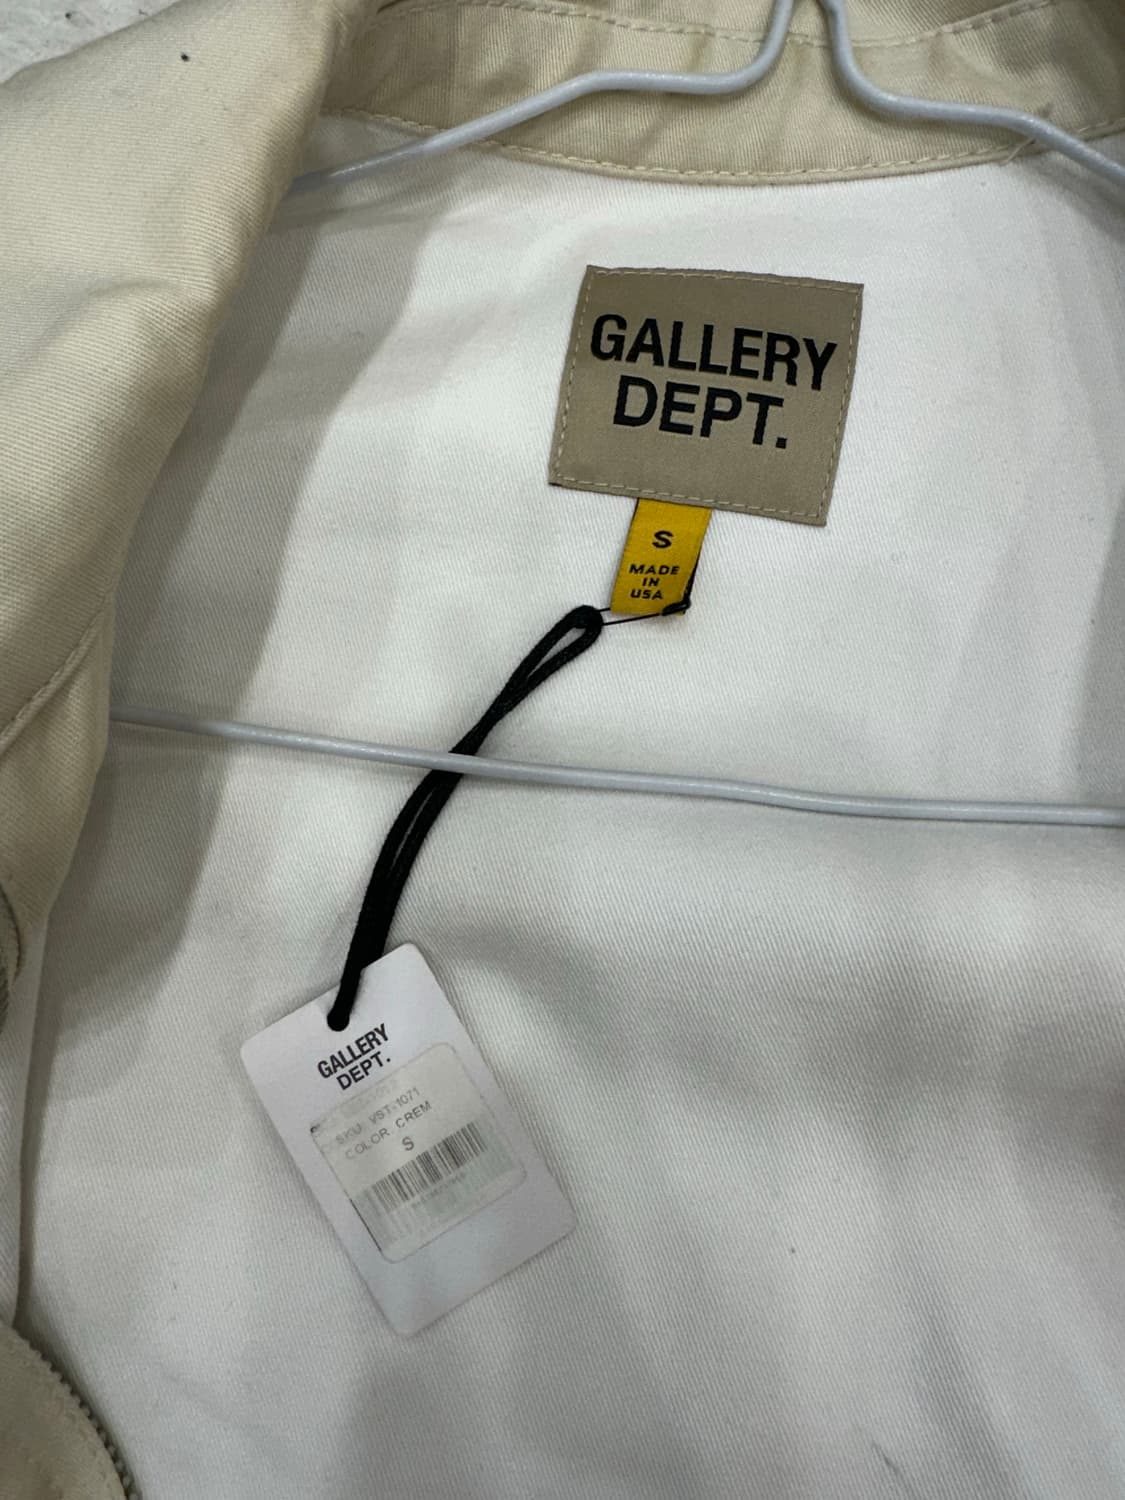 GALLERY
DEPT.
S
MADE
IN
USA
GALLERY
DEPT.
SKU: VST-1071
COLOR: CREM
S